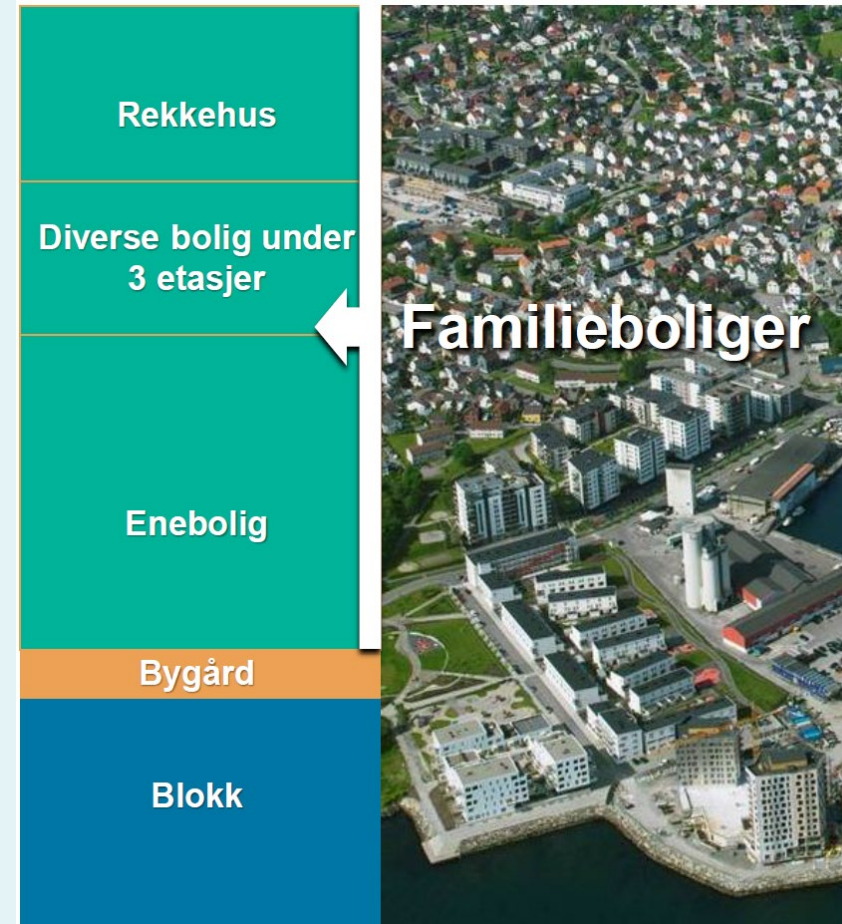 Rekkehus
Diverse bolig under
3 etasjer
Familieboliger
Enebolig
Bygård
Blokk